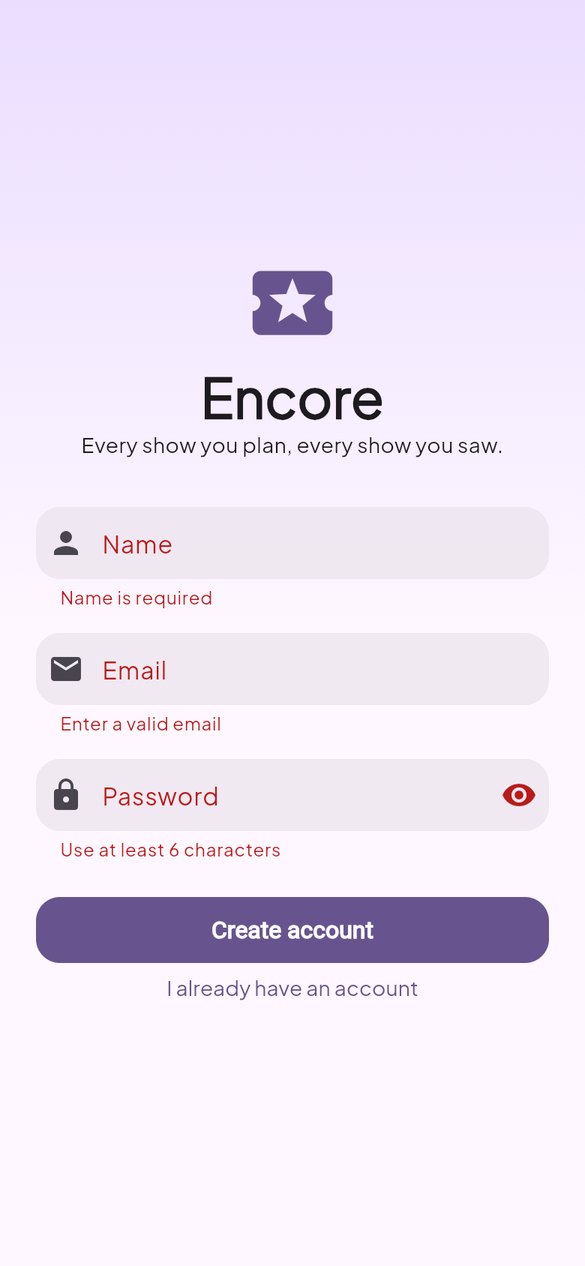 Encore
Every show you plan, every show you saw.
Name
Name is required
Email
Enter a valid email
Password
Use at least 6 characters
Create account
I already have an account